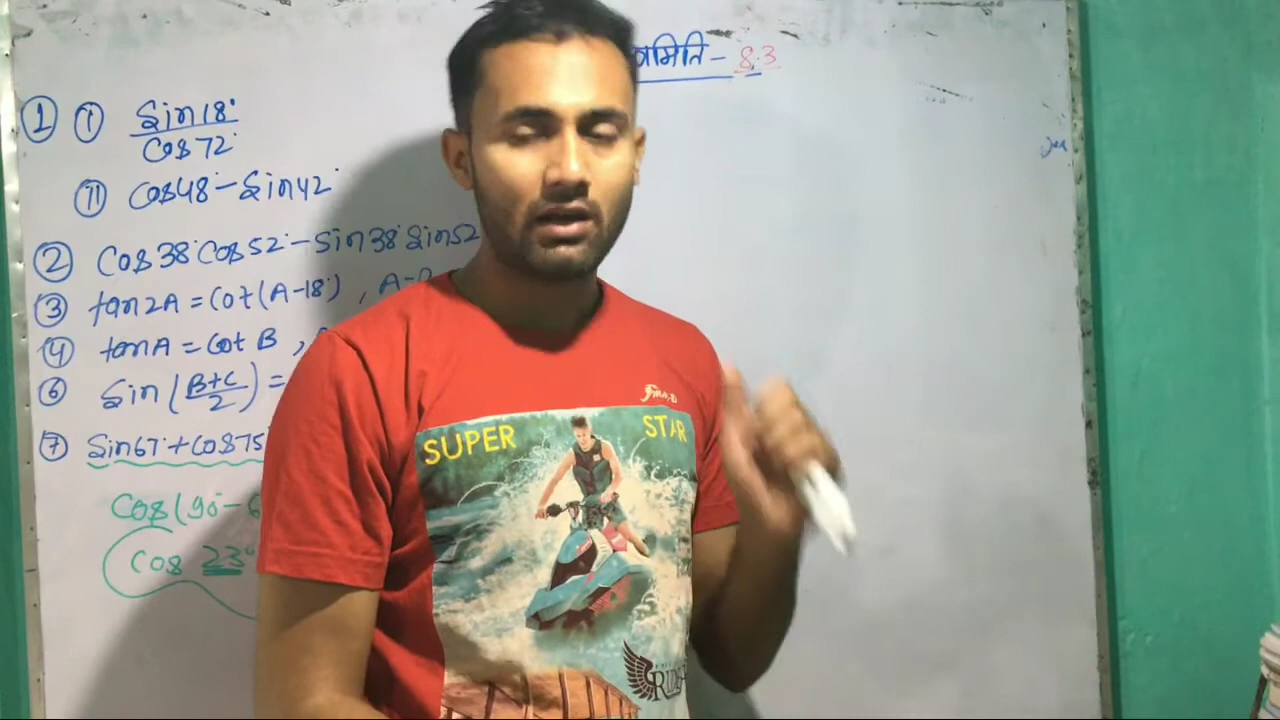 8.3
① ⓘ sin18°
cos72°
ⓘⓘ cos48°-sin42°
② cos38°cos52°-sin38°sin52
③ tan2A = cot(A-18°), A=?
④ tanA = cot B ,
⑥ sin(B+C/2) =
⑦ sin67°+cos75°
cos(90°-6
cos 23°
SUPER STAR